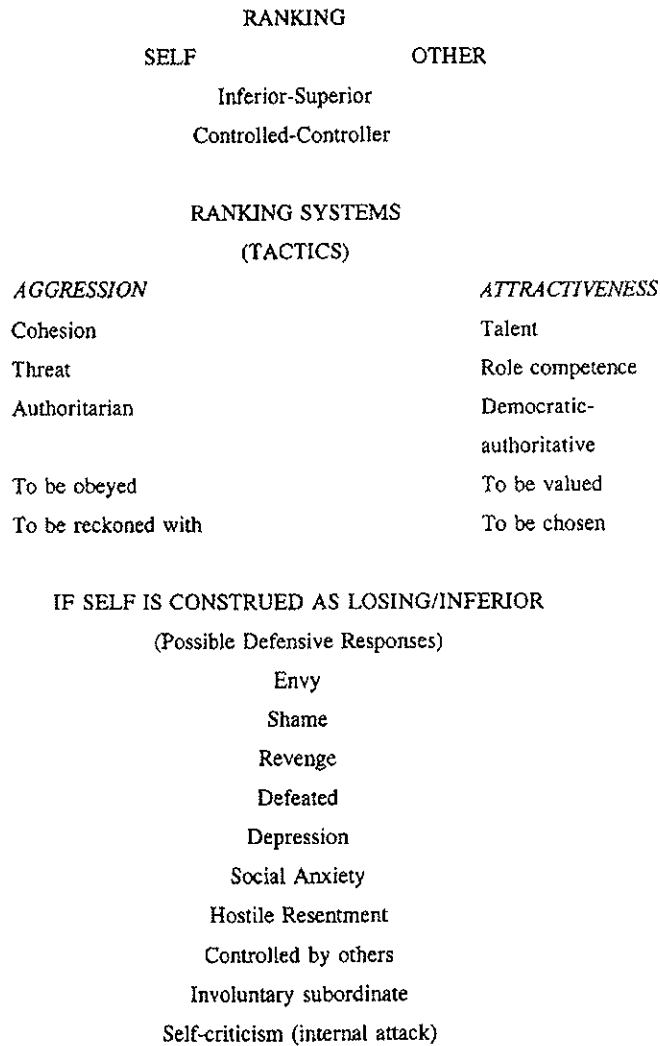 RANKING
SELF OTHER
Inferior-Superior
Controlled-Controller
RANKING SYSTEMS
(TACTICS)
AGGRESSION ATTRACTIVENESS
Cohesion Talent
Threat Role competence
Authoritarian Democratic-
authoritative
To be obeyed To be valued
To be reckoned with To be chosen
IF SELF IS CONSTRUED AS LOSING/INFERIOR
(Possible Defensive Responses)
Envy
Shame
Revenge
Defeated
Depression
Social Anxiety
Hostile Resentment
Controlled by others
Involuntary subordinate
Self-criticism (internal attack)